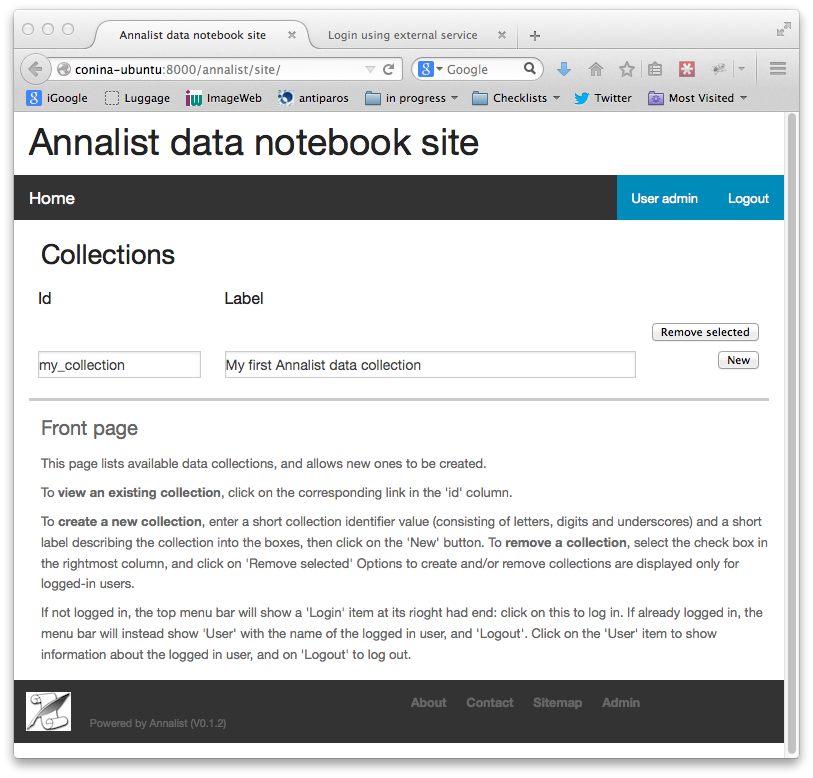 Annalist data notebook site
Login using external service
conina-ubuntu:8000/annalist/site/
Google
iGoogle Luggage ImageWeb antiparos in progress Checklists Twitter Most Visited
Annalist data notebook site
Home User admin Logout
Collections
Id Label
Remove selected
my_collection My first Annalist data collection New
Front page
This page lists available data collections, and allows new ones to be created.
To view an existing collection, click on the corresponding link in the 'id' column.
To create a new collection, enter a short collection identifier value (consisting of letters, digits and underscores) and a short
label describing the collection into the boxes, then click on the 'New' button. To remove a collection, select the check box in
the rightmost column, and click on 'Remove selected' Options to create and/or remove collections are displayed only for
logged-in users.
If not logged in, the top menu bar will show a 'Login' item at its rioght had end: click on this to log in. If already logged in, the
menu bar will instead show 'User' with the name of the logged in user, and 'Logout'. Click on the 'User' item to show
information about the logged in user, and on 'Logout' to log out.
About Contact Sitemap Admin
Powered by Annalist (V0.1.2)